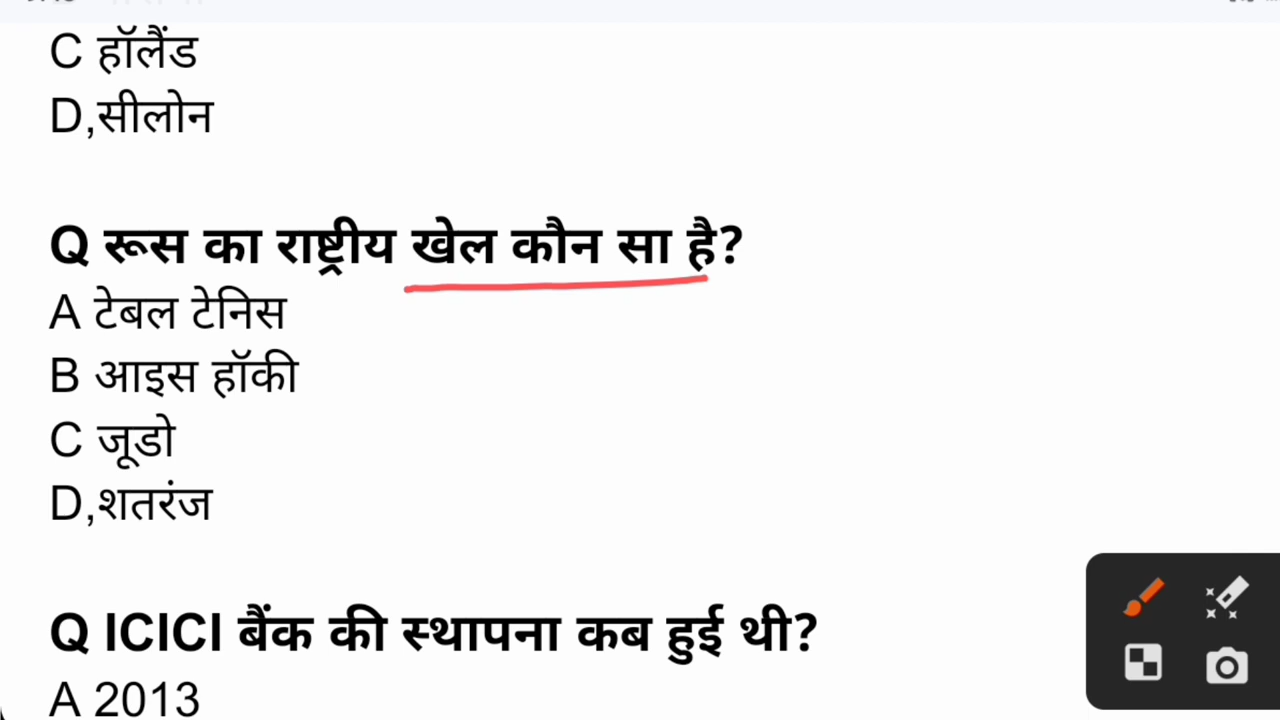 C हॉलैंड
D,सीलोन
Q रूस का राष्ट्रीय खेल कौन सा है?
A टेबल टेनिस
B आइस हॉकी
C जूडो
D,शतरंज
Q ICICI बैंक की स्थापना कब हुई थी?
A 2013